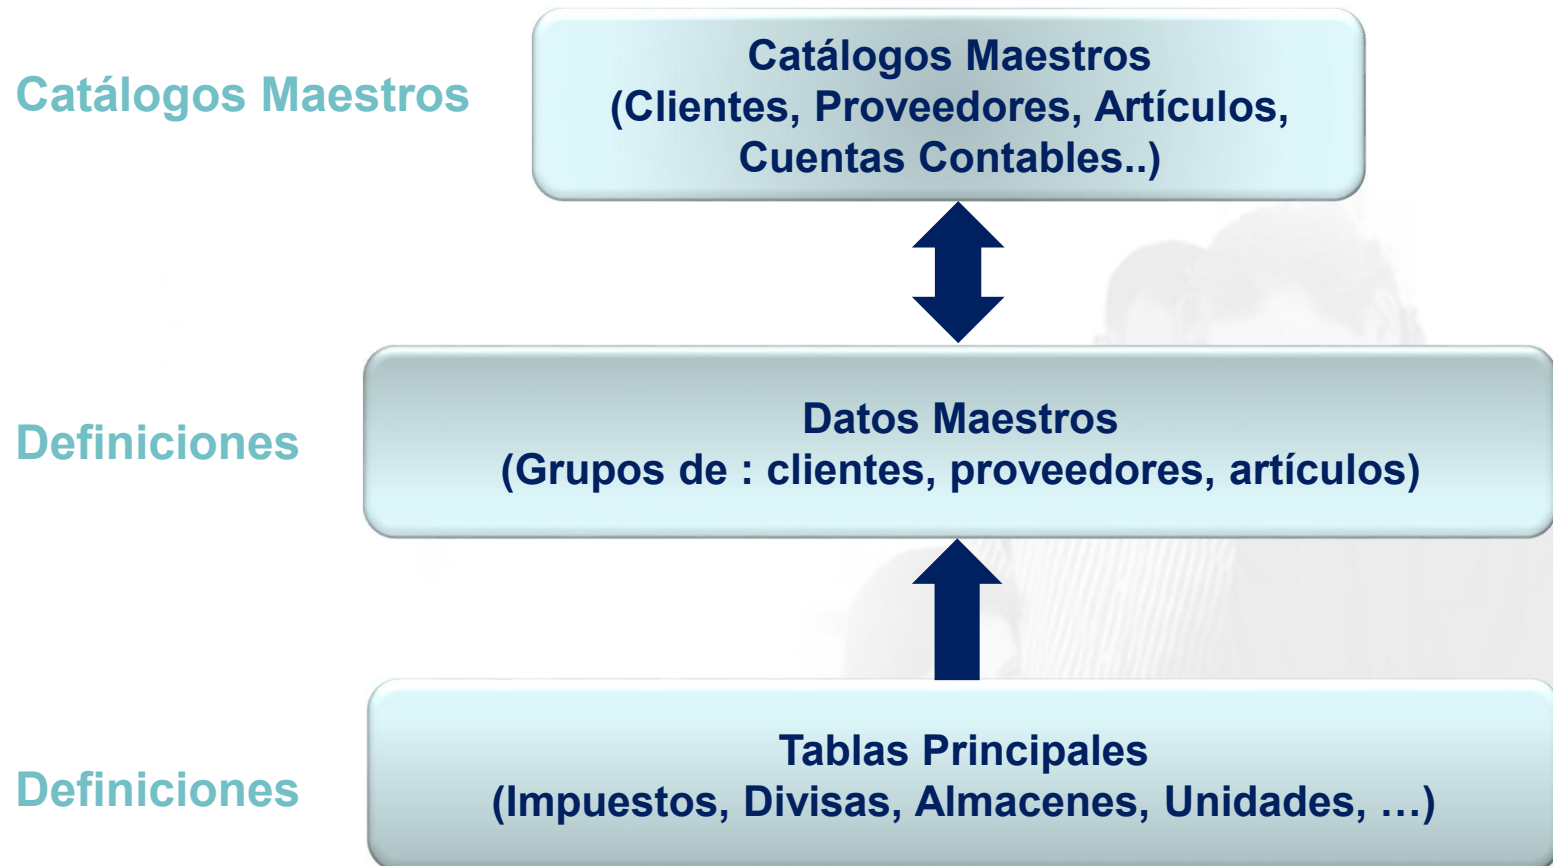 Catálogos Maestros
Catálogos Maestros
(Clientes, Proveedores, Artículos,
Cuentas Contables..)
Definiciones
Datos Maestros
(Grupos de : clientes, proveedores, artículos)
Definiciones
Tablas Principales
(Impuestos, Divisas, Almacenes, Unidades, …)